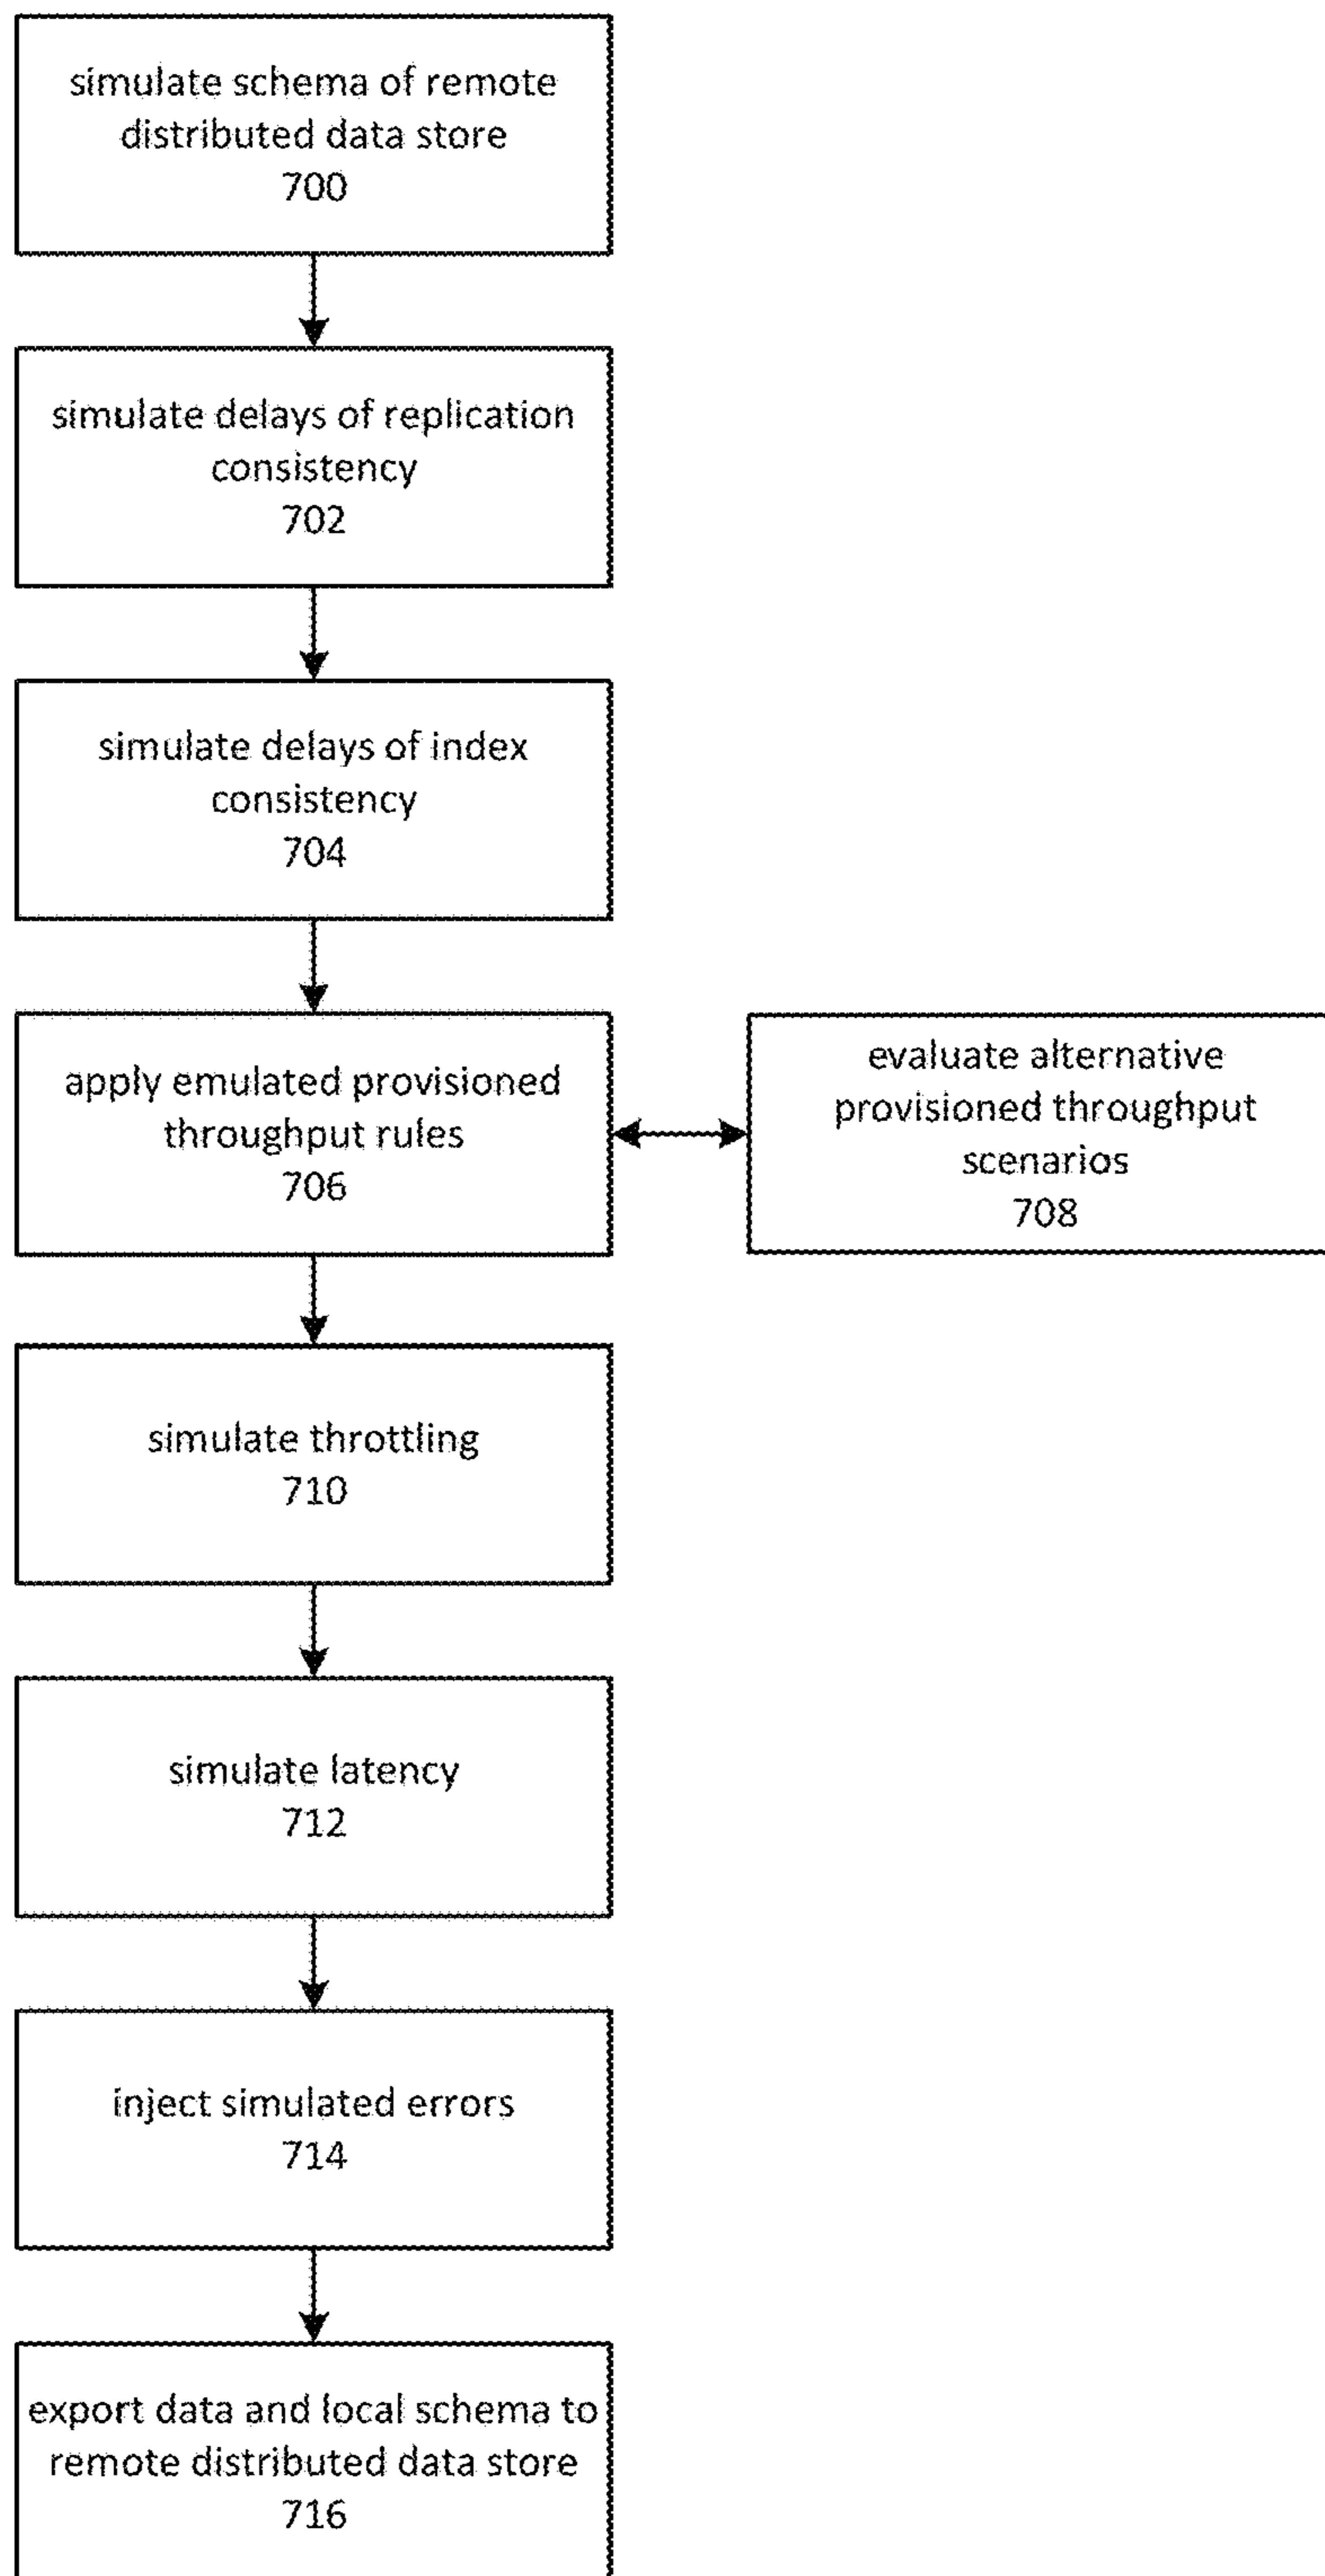 simulate schema of remote
distributed data store
700
simulate delays of replication
consistency
702
simulate delays of index
consistency
704
apply emulated provisioned
throughput rules
706
evaluate alternative
provisioned throughput
scenarios
708
simulate throttling
710
simulate latency
712
inject simulated errors
714
export data and local schema to
remote distributed data store
716